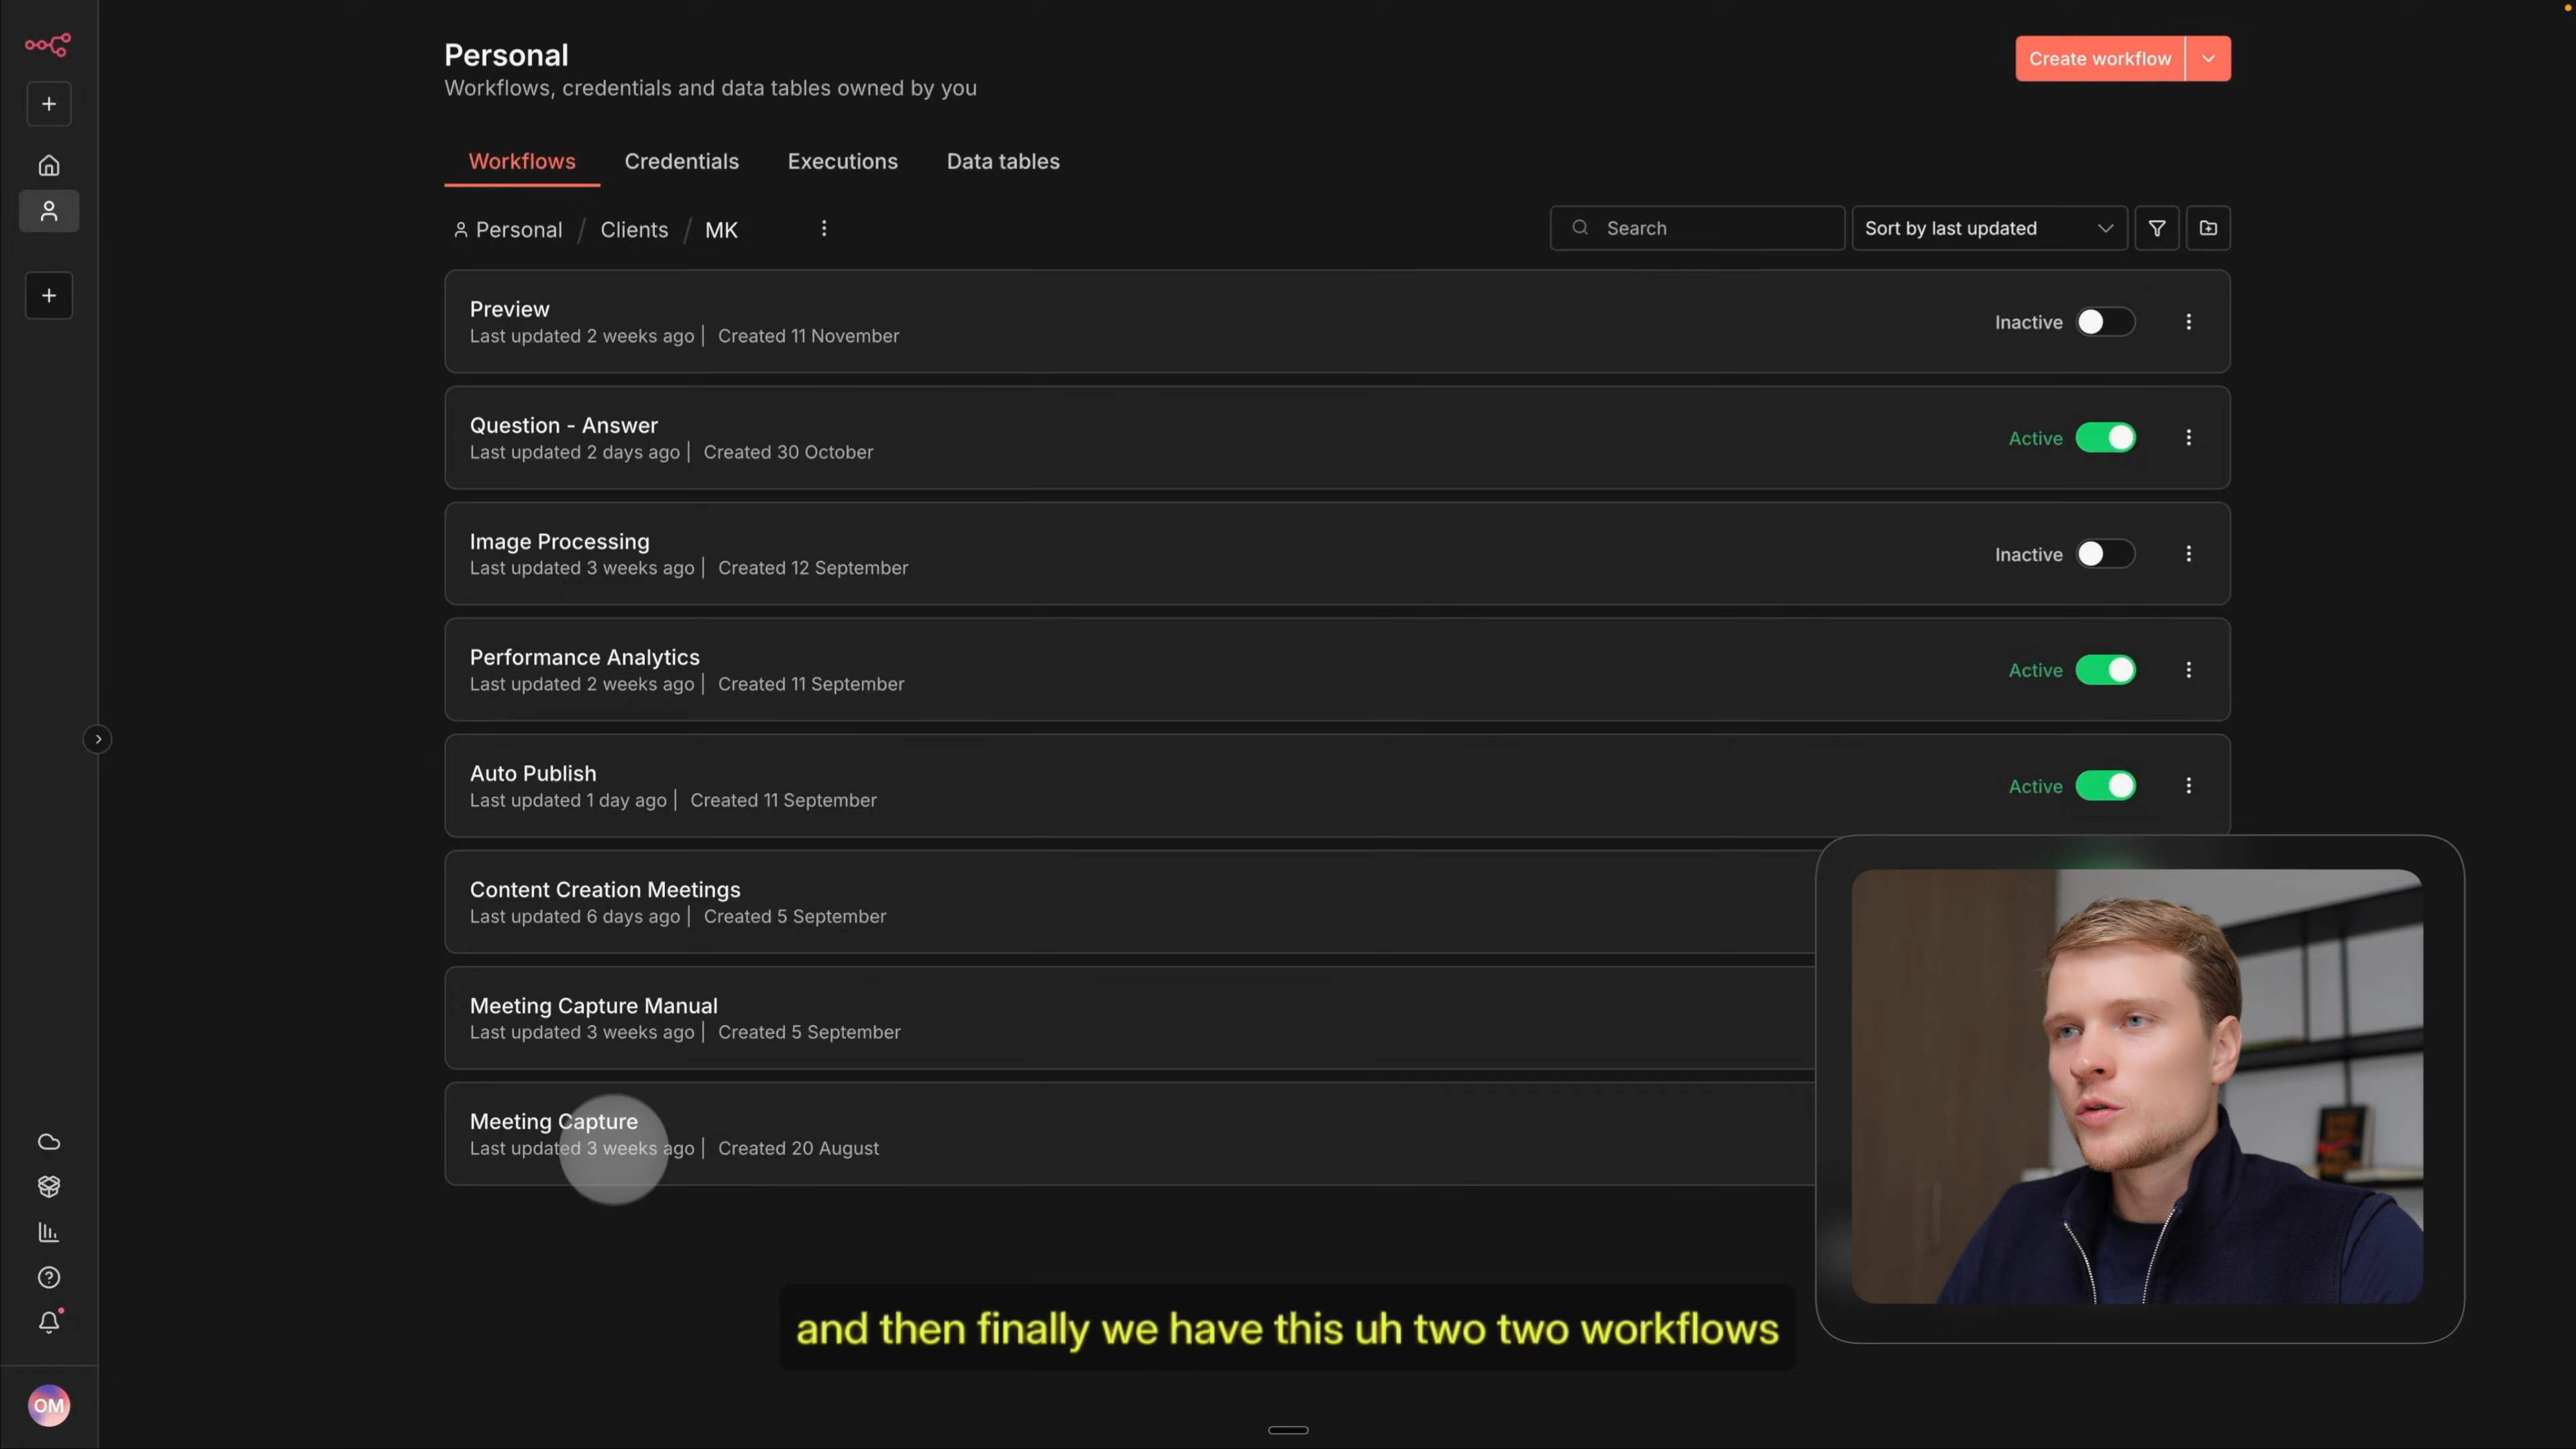 Personal
Create workflow
Workflows, credentials and data tables owned by you
Workflows Credentials Executions Data tables
Personal / Clients / MK
Search
Sort by last updated
Preview
Last updated 2 weeks ago | Created 11 November
Inactive
Question - Answer
Last updated 2 days ago | Created 30 October
Active
Image Processing
Last updated 3 weeks ago | Created 12 September
Inactive
Performance Analytics
Last updated 2 weeks ago | Created 11 September
Active
Auto Publish
Last updated 1 day ago | Created 11 September
Active
Content Creation Meetings
Last updated 6 days ago | Created 5 September
Meeting Capture Manual
Last updated 3 weeks ago | Created 5 September
Meeting Capture
Last updated 3 weeks ago | Created 20 August
and then finally we have this uh two two workflows
OM